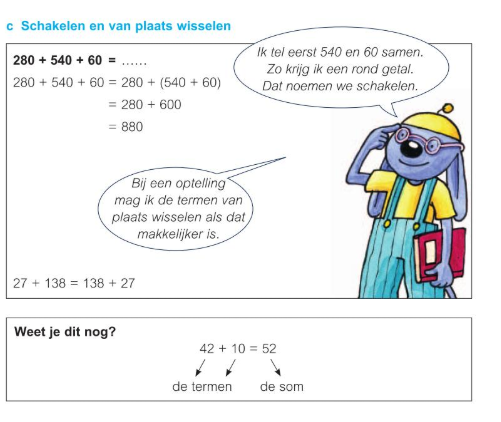 c Schakelen en van plaats wisselen
280 + 540 + 60 = ......
280 + 540 + 60 = 280 + (540 + 60)
= 280 + 600
= 880
Ik tel eerst 540 en 60 samen.
Zo krijg ik een rond getal.
Dat noemen we schakelen.
Bij een optelling
mag ik de termen van
plaats wisselen als dat
makkelijker is.
27 + 138 = 138 + 27
Weet je dit nog?
42 + 10 = 52
de termen de som